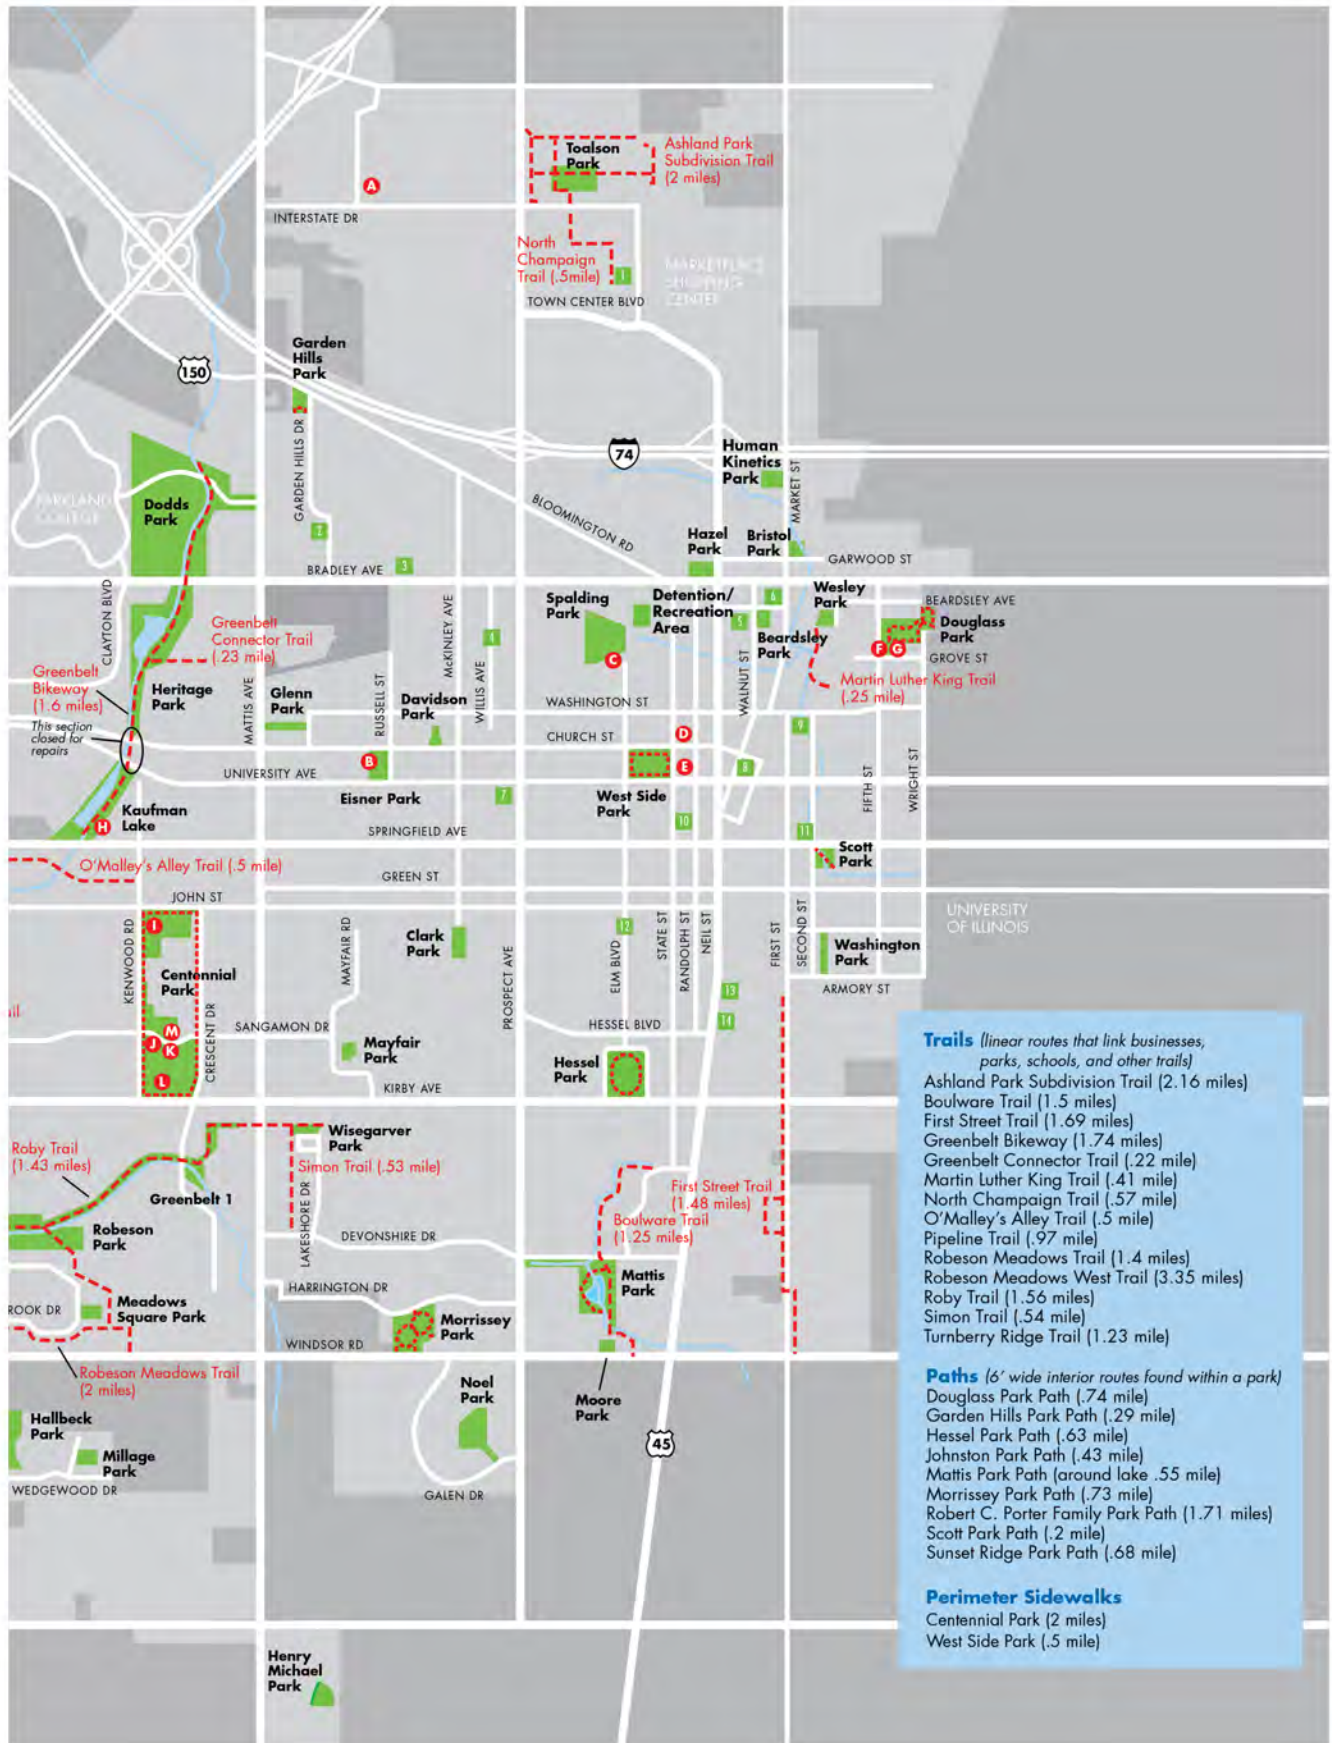 Toalson
Park
Ashland Park
Subdivision Trail
(2 miles)
A
INTERSTATE DR
North
Champaign
Trail (.5mile)
1
MARKETPLACE
SHOPPING
CENTER
TOWN CENTER BLVD
150
Garden
Hills
Park
GARDEN HILLS DR
74
Human
Kinetics
Park
MARKET ST
PARKLAND
COLLEGE
Dodds
Park
BLOOMINGTON RD
2
3
BRADLEY AVE
Hazel
Park
Bristol
Park
GARWOOD ST
CLAYTON BLVD
Greenbelt
Connector Trail
(.23 mile)
McKINLEY AVE
WILLIS AVE
4
Spalding
Park
C
Detention/
Recreation
Area
5
6
Beardsley
Park
Wesley
Park
BEARDSLEY AVE
Douglass
Park
F
G
GROVE ST
Martin Luther King Trail
(.25 mile)
Greenbelt
Bikeway
(1.6 miles)
Heritage
Park
This section
closed for
repairs
MATTIS AVE
Glenn
Park
RUSSELL ST
Davidson
Park
WASHINGTON ST
WALNUT ST
CHURCH ST
D
9
B
UNIVERSITY AVE
E
8
FIFTH ST
WRIGHT ST
Eisner Park
7
West Side
Park
Kaufman
Lake
H
SPRINGFIELD AVE
10
11
Scott
Park
O'Malley's Alley Trail (.5 mile)
GREEN ST
JOHN ST
KENWOOD RD
I
Centennial
Park
CRESCENT DR
MAYFAIR RD
Clark
Park
PROSPECT AVE
12
ELM BLVD
STATE ST
RANDOLPH ST
NEIL ST
FIRST ST
SECOND ST
Washington
Park
UNIVERSITY
OF ILLINOIS
ARMORY ST
13
14
ail
M
J
K
L
SANGAMON DR
Mayfair
Park
HESSEL BLVD
Hessel
Park
KIRBY AVE
Roby Trail
(1.43 miles)
Wisegarver
Park
Simon Trail (.53 mile)
Greenbelt 1
LAKESHORE DR
First Street Trail
(1.48 miles)
Boulware Trail
(1.25 miles)
Robeson
Park
DEVONSHIRE DR
HARRINGTON DR
Mattis
Park
ROOK DR
Meadows
Square Park
Morrissey
Park
WINDSOR RD
Robeson Meadows Trail
(2 miles)
Noel
Park
Moore
Park
Hallbeck
Park
Millage
Park
45
WEDGEWOOD DR
GALEN DR
Henry
Michael
Park
Trails (linear routes that link businesses,
parks, schools, and other trails)
Ashland Park Subdivision Trail (2.16 miles)
Boulware Trail (1.5 miles)
First Street Trail (1.69 miles)
Greenbelt Bikeway (1.74 miles)
Greenbelt Connector Trail (.22 mile)
Martin Luther King Trail (.41 mile)
North Champaign Trail (.57 mile)
O'Malley's Alley Trail (.5 mile)
Pipeline Trail (.97 mile)
Robeson Meadows Trail (1.4 miles)
Robeson Meadows West Trail (3.35 miles)
Roby Trail (1.56 miles)
Simon Trail (.54 mile)
Turnberry Ridge Trail (1.23 mile)
Paths (6' wide interior routes found within a park)
Douglass Park Path (.74 mile)
Garden Hills Park Path (.29 mile)
Hessel Park Path (.63 mile)
Johnston Park Path (.43 mile)
Mattis Park Path (around lake .55 mile)
Morrissey Park Path (.73 mile)
Robert C. Porter Family Park Path (1.71 miles)
Scott Park Path (.2 mile)
Sunset Ridge Park Path (.68 mile)
Perimeter Sidewalks
Centennial Park (2 miles)
West Side Park (.5 mile)